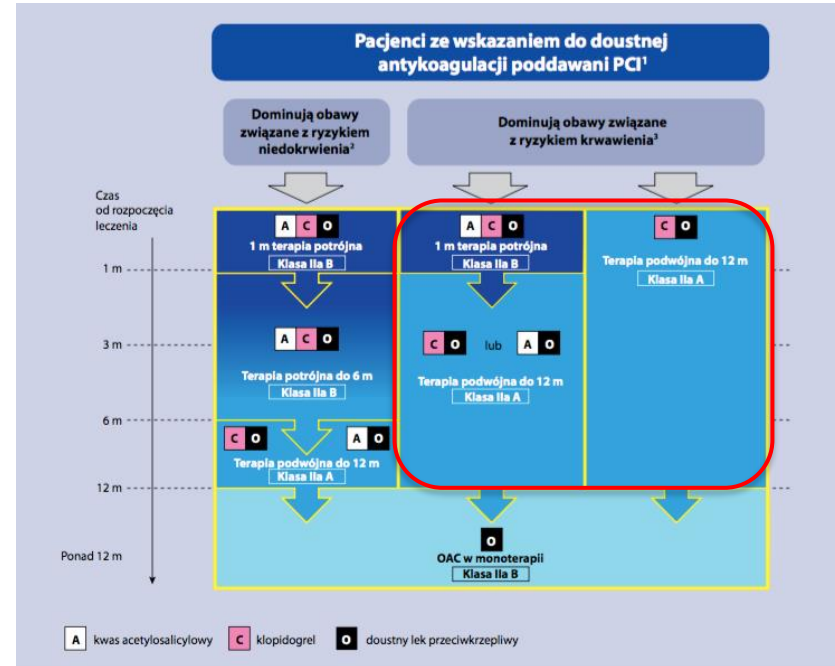 Pacjenci ze wskazaniem do doustnej
antykoagulacji poddawani PCI¹
Dominują obawy
związane z ryzykiem
niedokrwienia²
Dominują obawy związane
z ryzykiem krwawienia³
Czas
od rozpoczęcia
leczenia
A C O
1 m terapia potrójna
Klasa IIa B
A C O
1 m terapia potrójna
Klasa IIa B
C O
Terapia podwójna do 12 m
Klasa IIa A
1 m
3 m
A C O
Terapia potrójna do 6 m
Klasa IIa B
C O lub A O
Terapia podwójna do 12 m
Klasa IIa A
6 m
C O
A O
Terapia podwójna do 12 m
Klasa IIa A
12 m
Ponad 12 m
O
OAC w monoterapii
Klasa IIa B
A kwas acetylosalicylowy C klopidogrel O doustny lek przeciwkrzepliwy